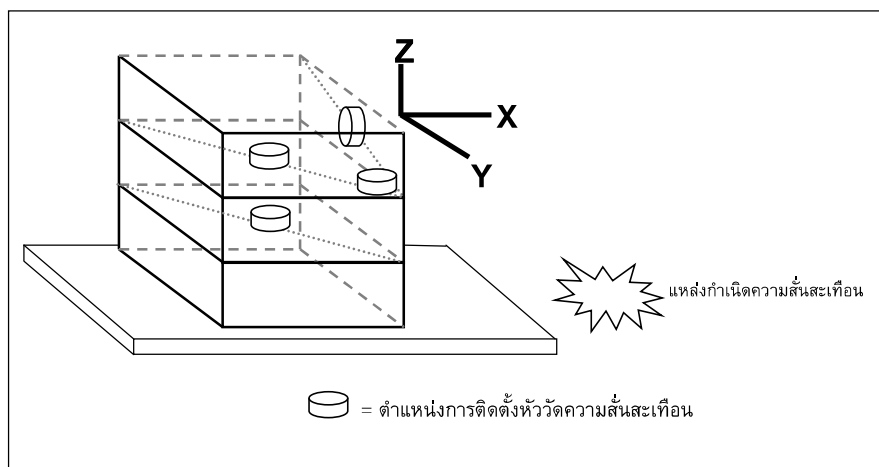 Z
X
Y
แหล่งกำเนิดความสั่นสะเทือน
= ตำแหน่งการติดตั้งหัววัดความสั่นสะเทือน